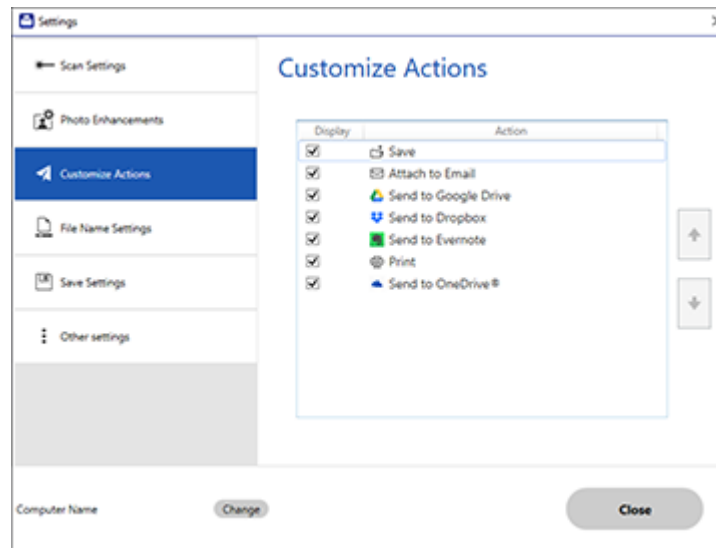 Settings
Scan Settings
Photo Enhancements
Customize Actions
File Name Settings
Save Settings
Other settings
Customize Actions
Display Action
Save
Attach to Email
Send to Google Drive
Send to Dropbox
Send to Evernote
Print
Send to OneDrive®
Computer Name Change
Close